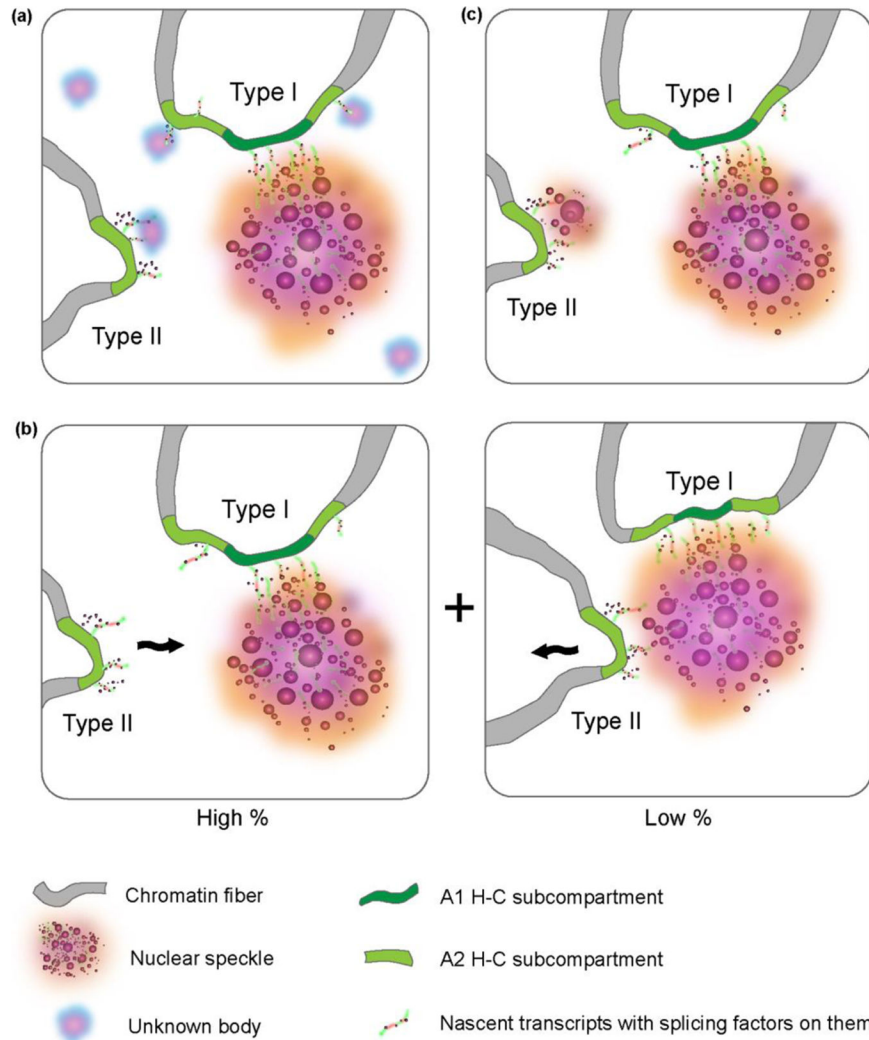 (a)
Type I
Type II
(c)
Type I
Type II
(b)
Type I
Type II
High %
+
Type I
Type II
Low %
Chromatin fiber
A1 H-C subcompartment
Nuclear speckle
A2 H-C subcompartment
Unknown body
Nascent transcripts with splicing factors on them